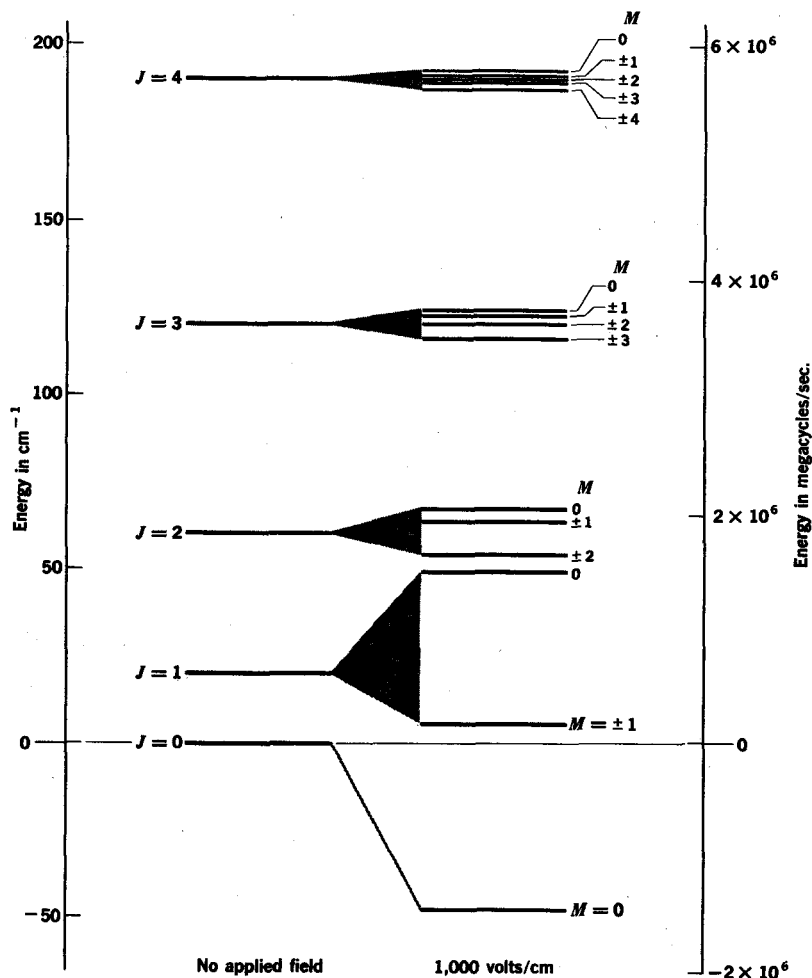 M
200
0
6 × 10⁶
±1
J = 4
±2
±3
±4
150
M
0
4 × 10⁶
±1
J = 3
±2
±3
100
Energy in cm⁻¹
Energy in megacycles/sec.
M
0
2 × 10⁶
±1
J = 2
±2
50
0
J = 1
M = ±1
0
J = 0
0
−50
M = 0
No applied field
1,000 volts/cm
−2 × 10⁶